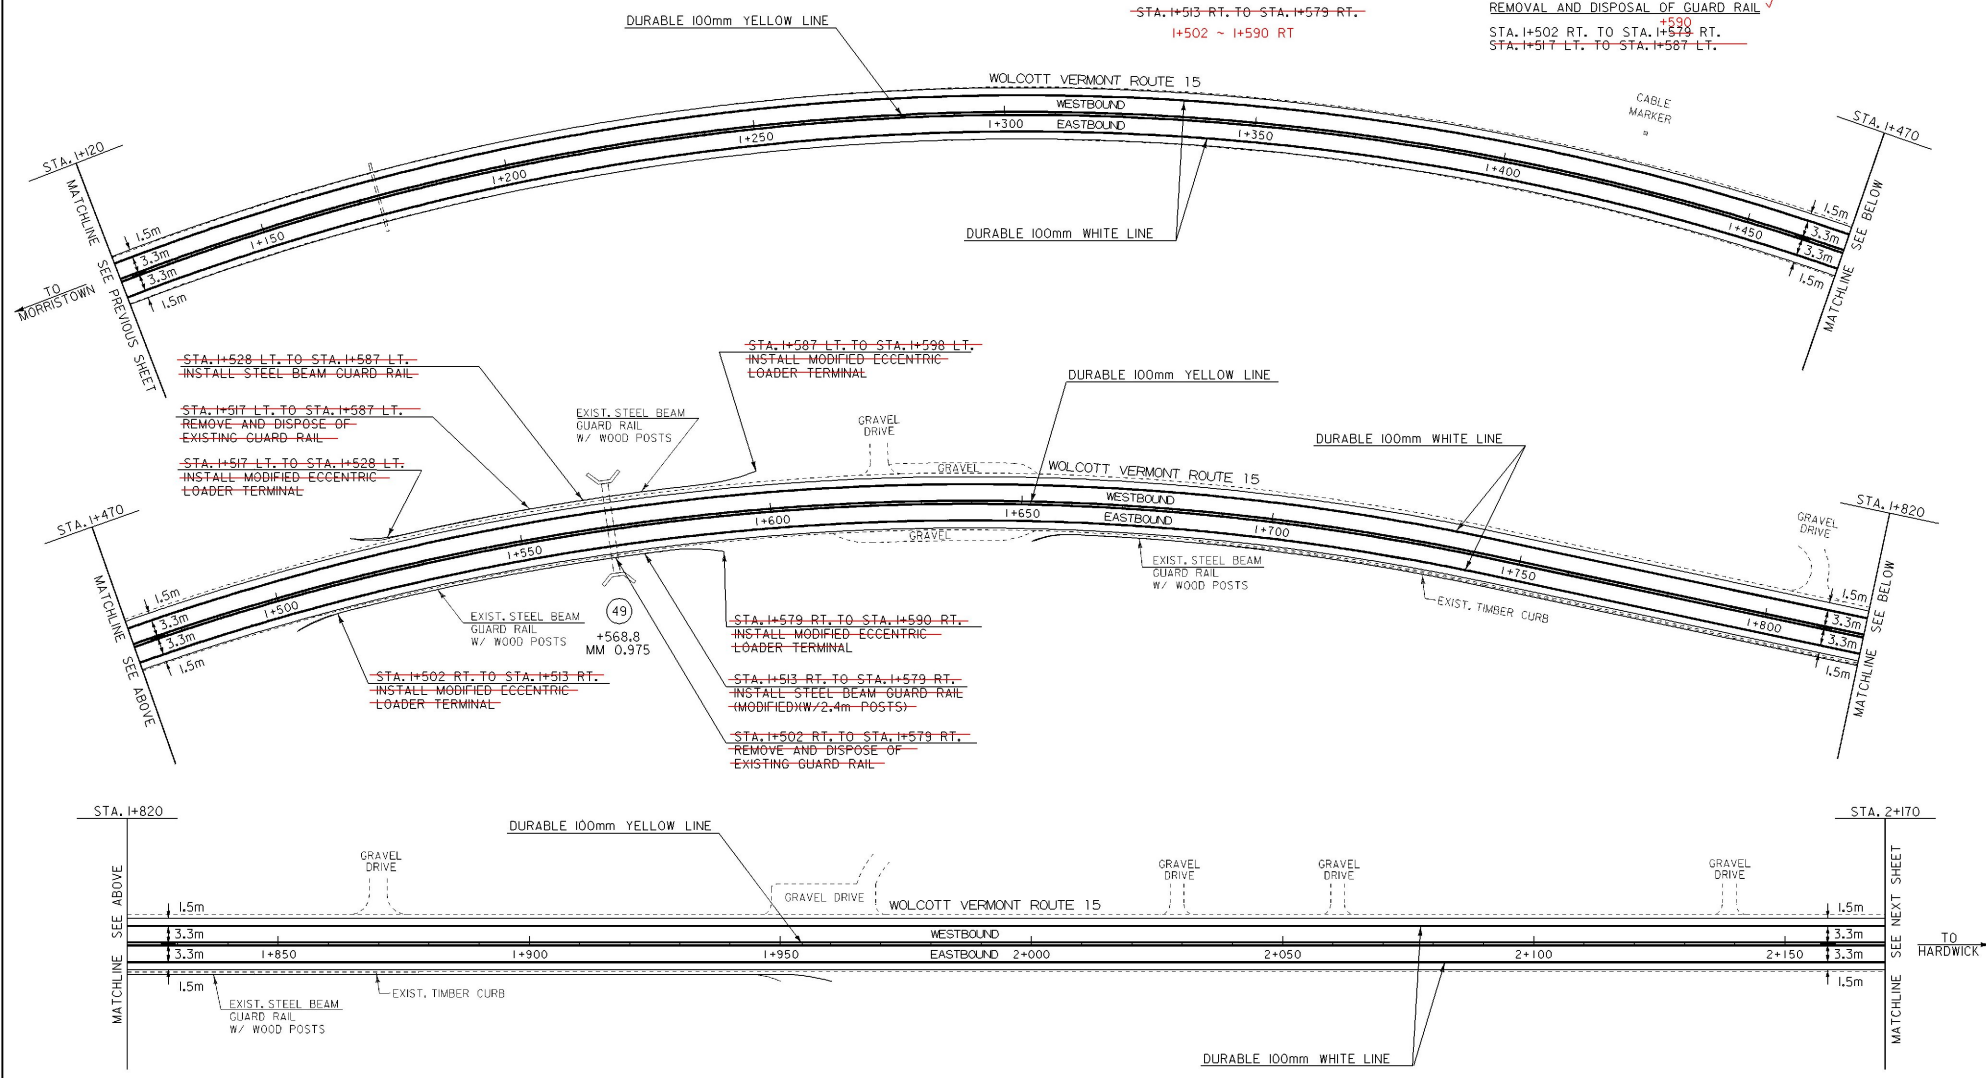 DURABLE 100mm YELLOW LINE
STA. 1+513 RT. TO STA. 1+579 RT.
1+502 ~ 1+590 RT
REMOVAL AND DISPOSAL OF GUARD RAIL ✓
+590
STA. 1+502 RT. TO STA. 1+579 RT.
STA. 1+517 LT. TO STA. 1+587 LT.
WOLCOTT VERMONT ROUTE 15
WESTBOUND
EASTBOUND
CABLE
MARKER
STA. 1+120
STA. 1+470
1+150
1+200
1+250
1+300
1+350
1+400
1+450
MATCHLINE SEE PREVIOUS SHEET
TO
MORRISTOWN
1.5m
3.3m
3.3m
1.5m
DURABLE 100mm WHITE LINE
1.5m
3.3m
3.3m
1.5m
MATCHLINE SEE BELOW
STA. 1+528 LT. TO STA. 1+587 LT.
INSTALL STEEL BEAM GUARD RAIL
STA. 1+517 LT. TO STA. 1+587 LT.
REMOVE AND DISPOSE OF
EXISTING GUARD RAIL
STA. 1+517 LT. TO STA. 1+528 LT.
INSTALL MODIFIED ECCENTRIC
LOADER TERMINAL
EXIST. STEEL BEAM
GUARD RAIL
W/ WOOD POSTS
STA. 1+587 LT. TO STA. 1+598 LT.
INSTALL MODIFIED ECCENTRIC
LOADER TERMINAL
DURABLE 100mm YELLOW LINE
GRAVEL
DRIVE
GRAVEL
WOLCOTT VERMONT ROUTE 15
DURABLE 100mm WHITE LINE
WESTBOUND
EASTBOUND
GRAVEL
STA. 1+470
STA. 1+820
GRAVEL
DRIVE
1+500
1+550
1+600
1+650
1+700
1+750
1+800
MATCHLINE SEE ABOVE
1.5m
3.3m
3.3m
1.5m
EXIST. STEEL BEAM
GUARD RAIL
W/ WOOD POSTS
49
+568.8
MM 0.975
EXIST. STEEL BEAM
GUARD RAIL
W/ WOOD POSTS
EXIST. TIMBER CURB
1.5m
3.3m
3.3m
1.5m
MATCHLINE SEE BELOW
STA. 1+502 RT. TO STA. 1+513 RT.
INSTALL MODIFIED ECCENTRIC
LOADER TERMINAL
STA. 1+579 RT. TO STA. 1+590 RT.
INSTALL MODIFIED ECCENTRIC
LOADER TERMINAL
STA. 1+513 RT. TO STA. 1+579 RT.
INSTALL STEEL BEAM GUARD RAIL
(MODIFIED)(W/2.4m POSTS)
STA. 1+502 RT. TO STA. 1+579 RT.
REMOVE AND DISPOSE OF
EXISTING GUARD RAIL
STA. 1+820
STA. 2+170
DURABLE 100mm YELLOW LINE
GRAVEL
DRIVE
GRAVEL DRIVE
GRAVEL
DRIVE
GRAVEL
DRIVE
GRAVEL
DRIVE
WOLCOTT VERMONT ROUTE 15
WESTBOUND
EASTBOUND
MATCHLINE SEE ABOVE
1.5m
3.3m
3.3m
1.5m
1+850
1+900
1+950
2+000
2+050
2+100
2+150
1.5m
3.3m
3.3m
1.5m
MATCHLINE SEE NEXT SHEET
TO
HARDWICK
EXIST. STEEL BEAM
GUARD RAIL
W/ WOOD POSTS
EXIST. TIMBER CURB
DURABLE 100mm WHITE LINE